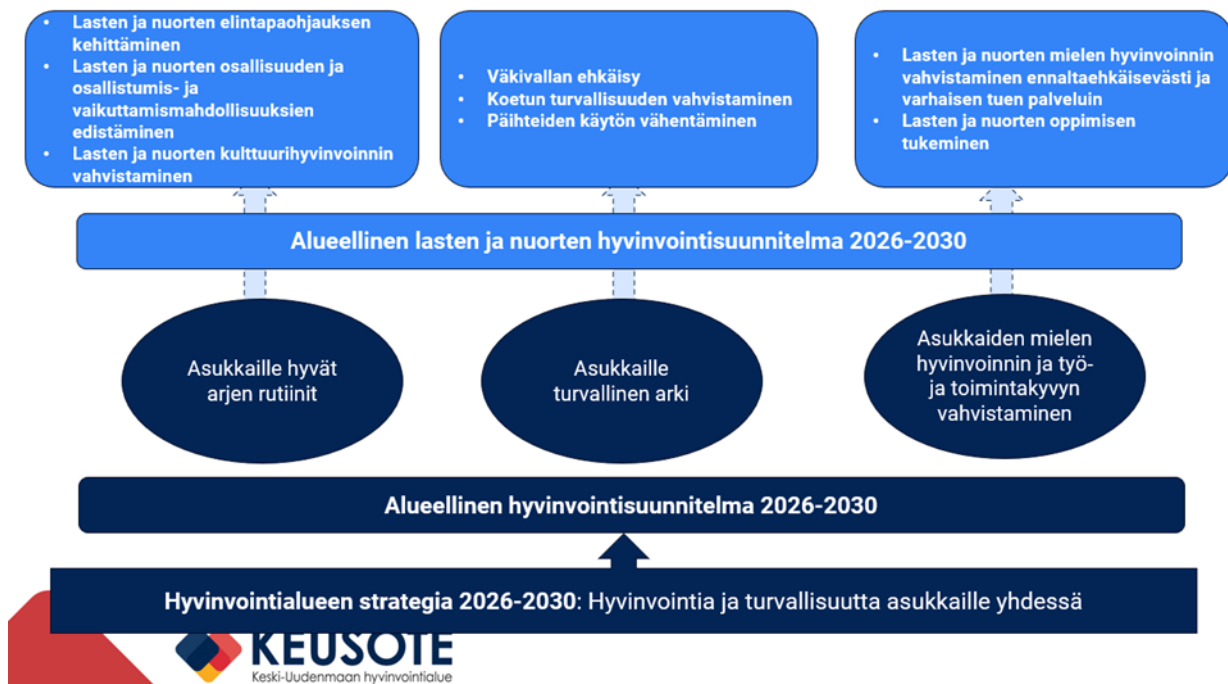 • Lasten ja nuorten elintapaohjauksen
kehittäminen
• Lasten ja nuorten osallisuuden ja
osallistumis- ja
vaikuttamismahdollisuuksien
edistäminen
• Lasten ja nuorten kulttuurihyvinvoinnin
vahvistaminen
• Väkivallan ehkäisy
• Koetun turvallisuuden vahvistaminen
• Päihteiden käytön vähentäminen
• Lasten ja nuorten mielen hyvinvoinnin
vahvistaminen ennaltaehkäisevästi ja
varhaisen tuen palveluin
• Lasten ja nuorten oppimisen
tukeminen
Alueellinen lasten ja nuorten hyvinvointisuunnitelma 2026-2030
Asukkaille hyvät
arjen rutiinit
Asukkaille
turvallinen arki
Asukkaiden mielen
hyvinvoinnin ja työ-
ja toimintakyvyn
vahvistaminen
Alueellinen hyvinvointisuunnitelma 2026-2030
Hyvinvointialueen strategia 2026-2030: Hyvinvointia ja turvallisuutta asukkaille yhdessä
KEUSOTE
Keski-Uudenmaan hyvinvointialue